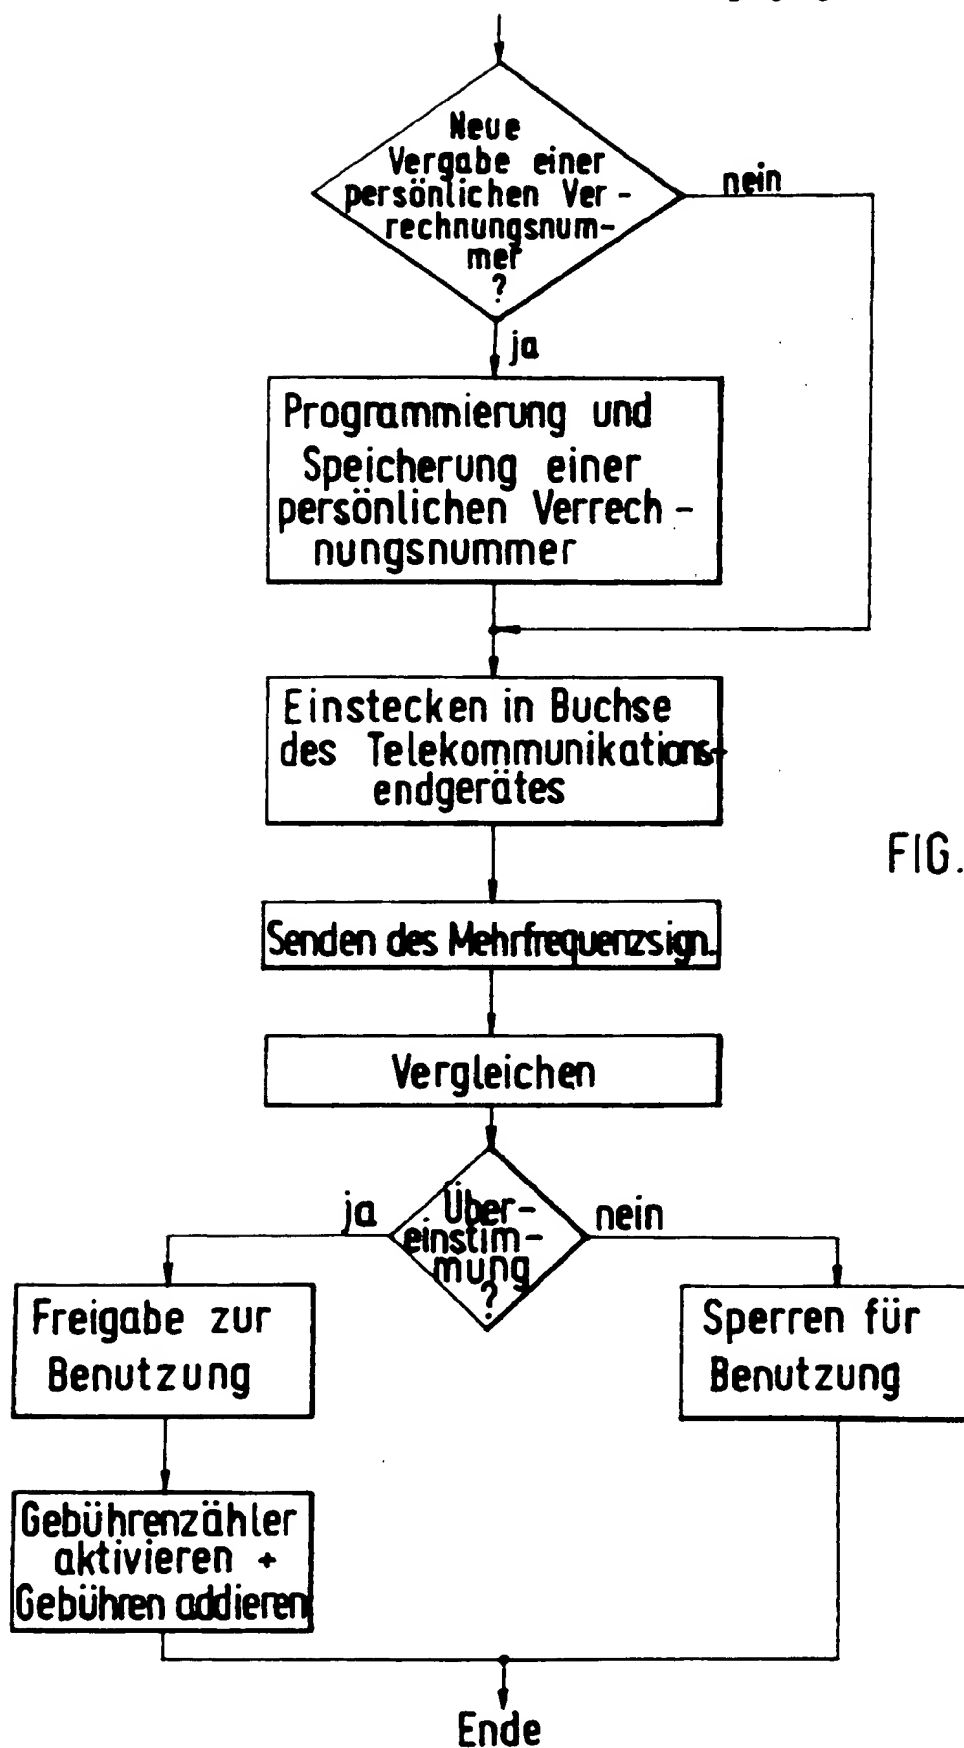 Neue
Vergabe einer
persönlichen Ver-
rechnungsnum-
mer
?
nein
ja
Programmierung und
Speicherung einer
persönlichen Verrech-
nungsnummer
Einstecken in Buchse
des Telekommunikations-
endgerätes
FIG.
Senden des Mehrfrequenzsign.
Vergleichen
ja
Über-
einstim-
mung
?
nein
Freigabe zur
Benutzung
Sperren für
Benutzung
Gebührenzähler
aktivieren +
Gebühren addieren
Ende